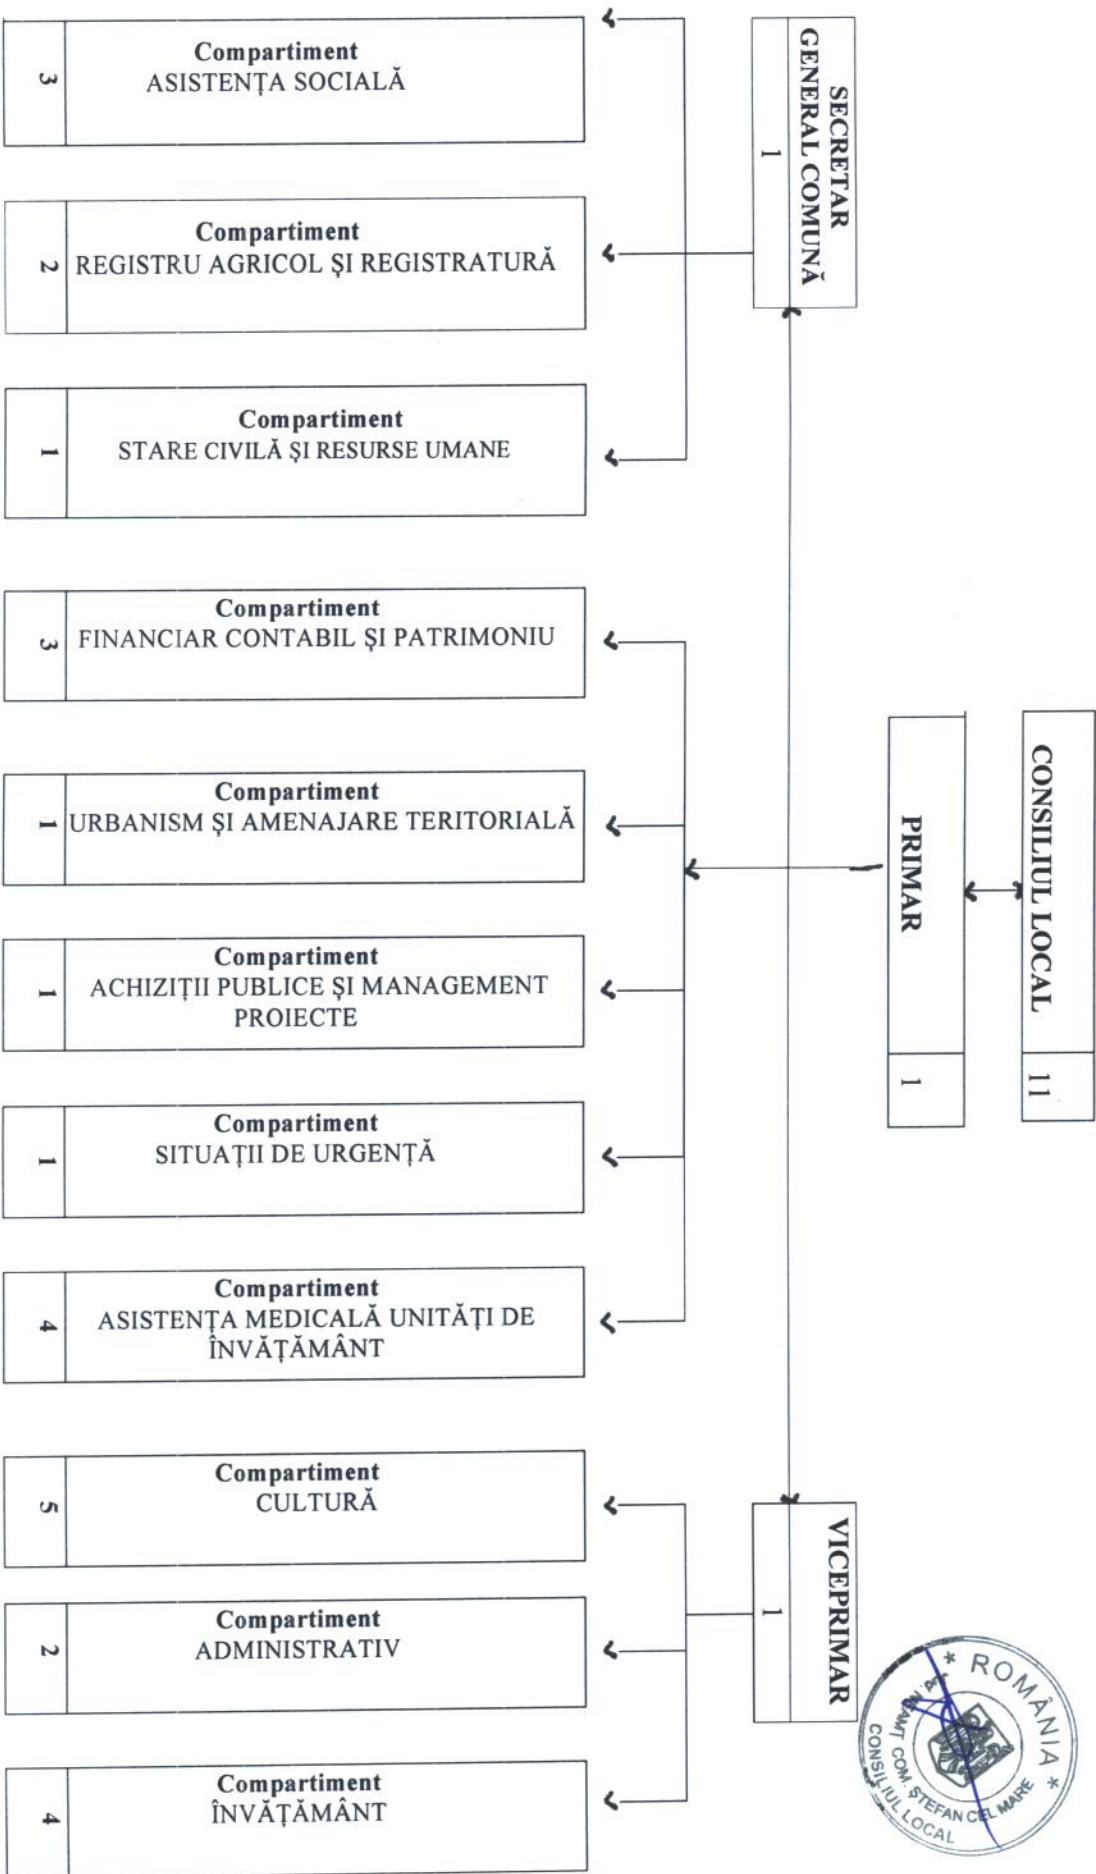 CONSILIUL LOCAL
11
PRIMAR
1
SECRETAR
GENERAL COMUNĂ
1
VICEPRIMAR
1
Compartiment
ASISTENȚA SOCIALĂ
3
Compartiment
REGISTRU AGRICOL ȘI REGISTRATURĂ
2
Compartiment
STARE CIVILĂ ȘI RESURSE UMANE
1
Compartiment
FINANCIAR CONTABIL ȘI PATRIMONIU
3
Compartiment
URBANISM ȘI AMENAJARE TERITORIALĂ
1
Compartiment
ACHIZIȚII PUBLICE ȘI MANAGEMENT
PROIECTE
1
Compartiment
SITUAȚII DE URGENȚĂ
1
Compartiment
ASISTENȚA MEDICALĂ UNITĂȚI DE
ÎNVĂȚĂMÂNT
4
Compartiment
CULTURĂ
5
Compartiment
ADMINISTRATIV
2
Compartiment
ÎNVĂȚĂMÂNT
4
* ROMÂNIA *
Jud. NEAMȚ COM. ȘTEFAN CEL MARE
CONSILIUL LOCAL